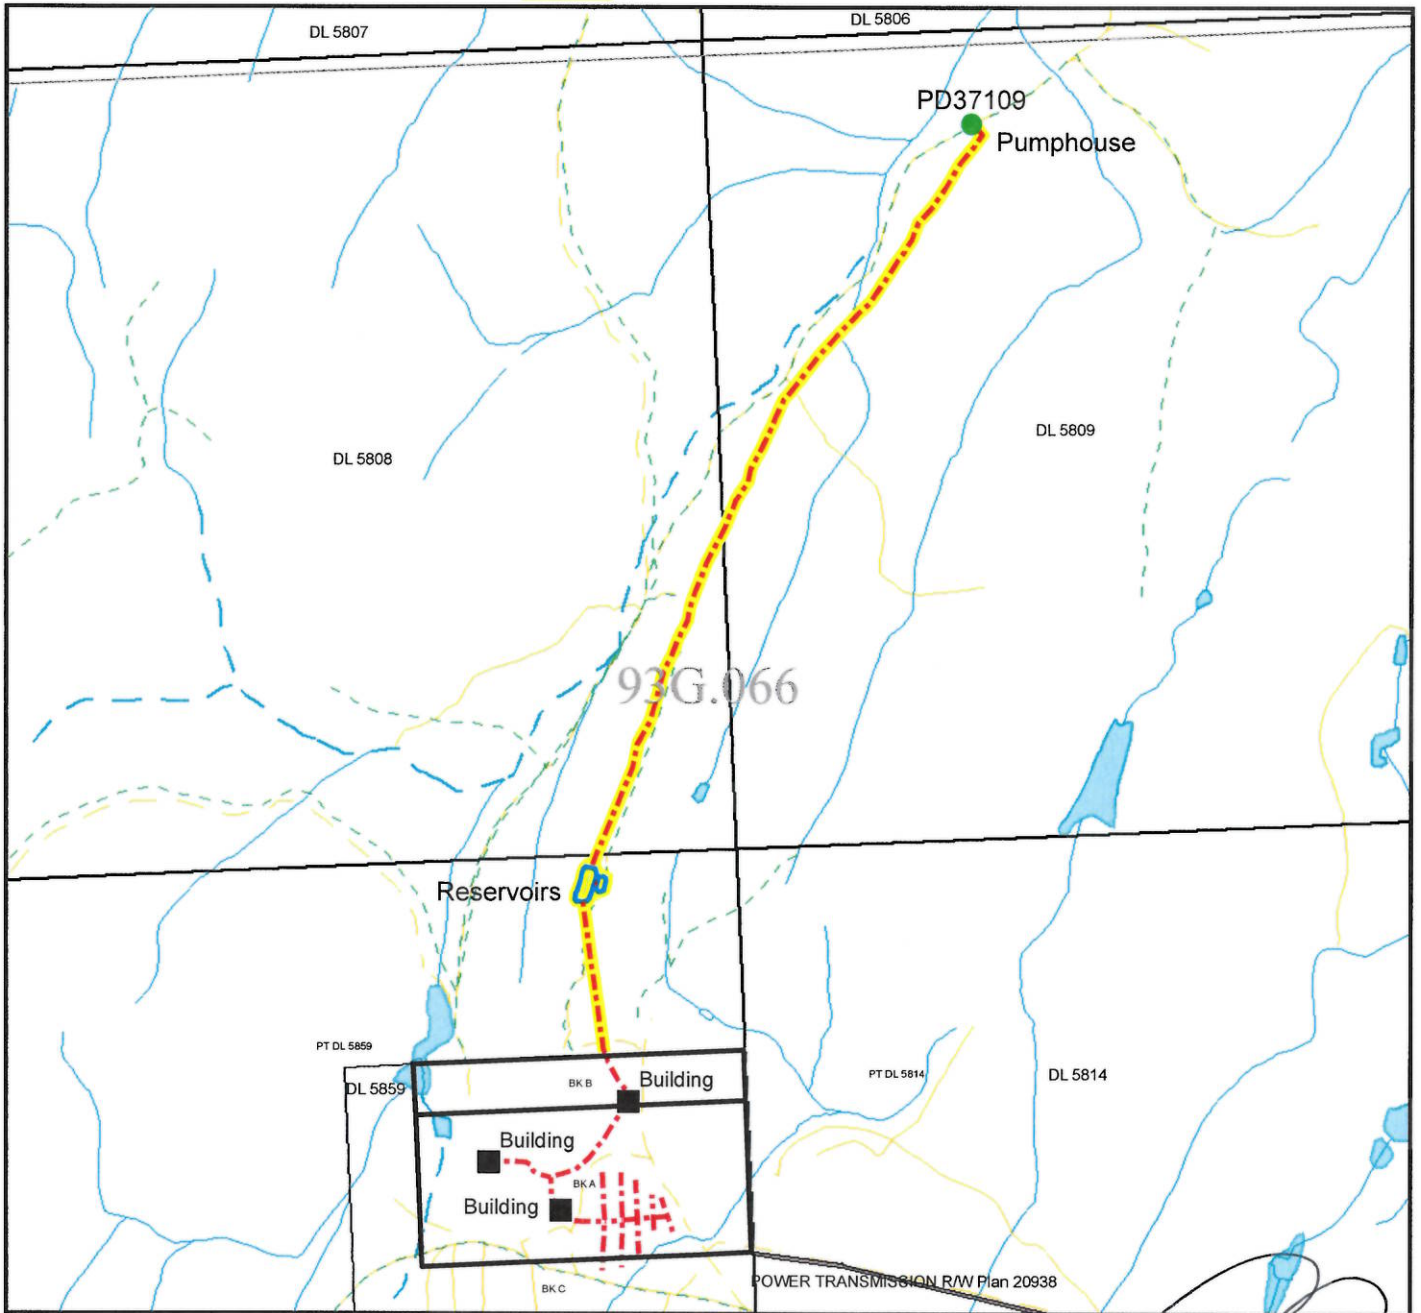 DL 5807
DL 5806
PD37109
Pumphouse
DL 5808
DL 5809
93G.066
Reservoirs
PT DL 5859
DL 5859
BK B
Building
PT DL 5814
DL 5814
Building
BK A
Building
BK C
POWER TRANSMISSION R/W Plan 20938